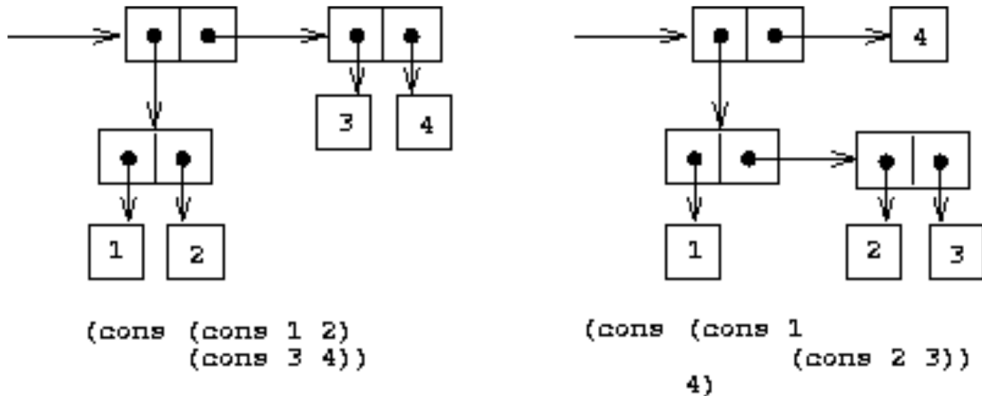 4
3 4
1 2
1 2 3
(cons (cons 1 2)
(cons 3 4))
(cons (cons 1
(cons 2 3))
4)